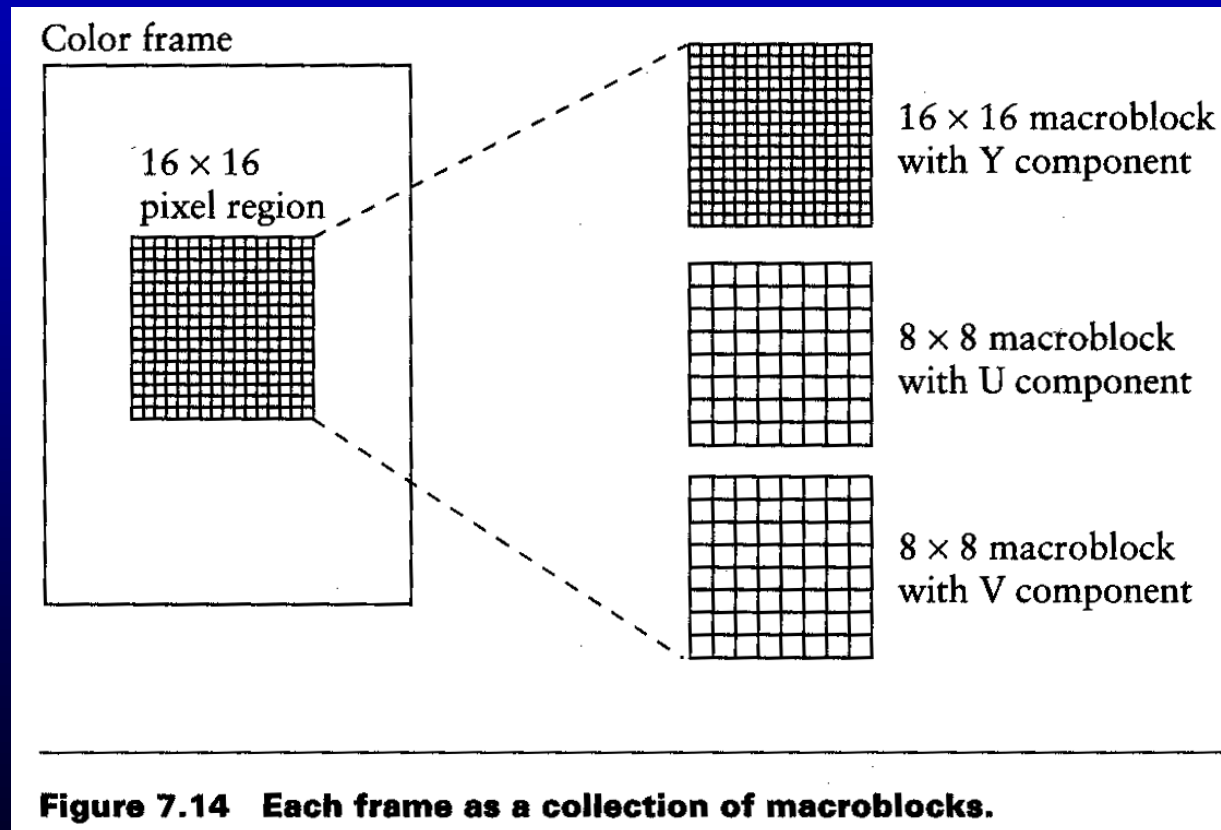 Color frame
16 × 16
pixel region
16 × 16 macroblock
with Y component
8 × 8 macroblock
with U component
8 × 8 macroblock
with V component
Figure 7.14 Each frame as a collection of macroblocks.